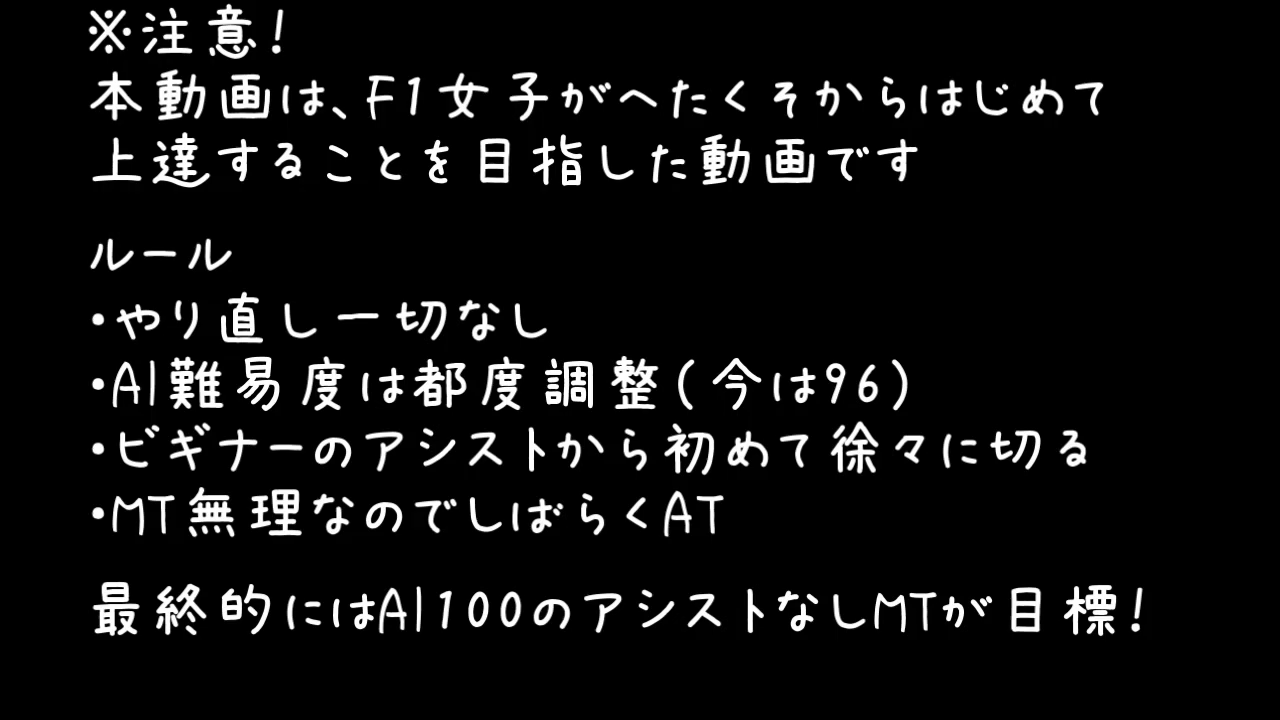 ※注意!
本動画は、F1女子がへたくそからはじめて
上達することを目指した動画です
ルール
・やり直し一切なし
・AI難易度は都度調整(今は96)
・ビギナーのアシストから初めて徐々に切る
・MT無理なのでしばらくAT
最終的にはAI100のアシストなしMTが目標!